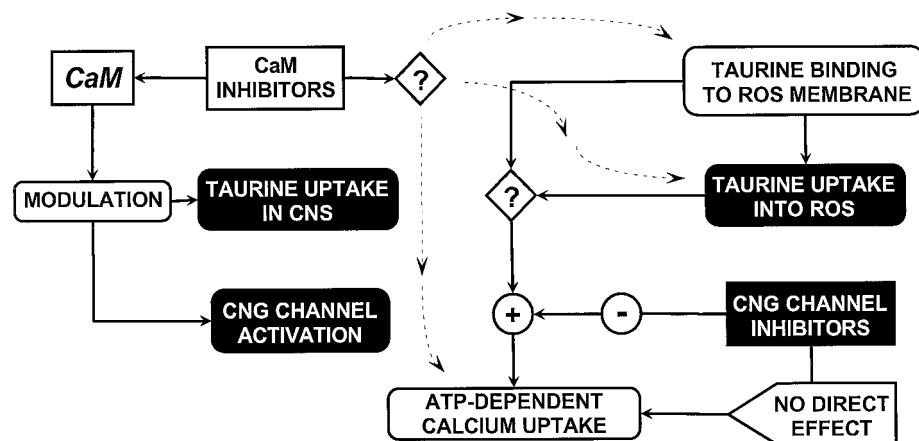 CaM
CaM
INHIBITORS
?
TAURINE BINDING
TO ROS MEMBRANE
MODULATION
TAURINE UPTAKE
IN CNS
?
TAURINE UPTAKE
INTO ROS
CNG CHANNEL
ACTIVATION
+
-
CNG CHANNEL
INHIBITORS
ATP-DEPENDENT
CALCIUM UPTAKE
NO DIRECT
EFFECT